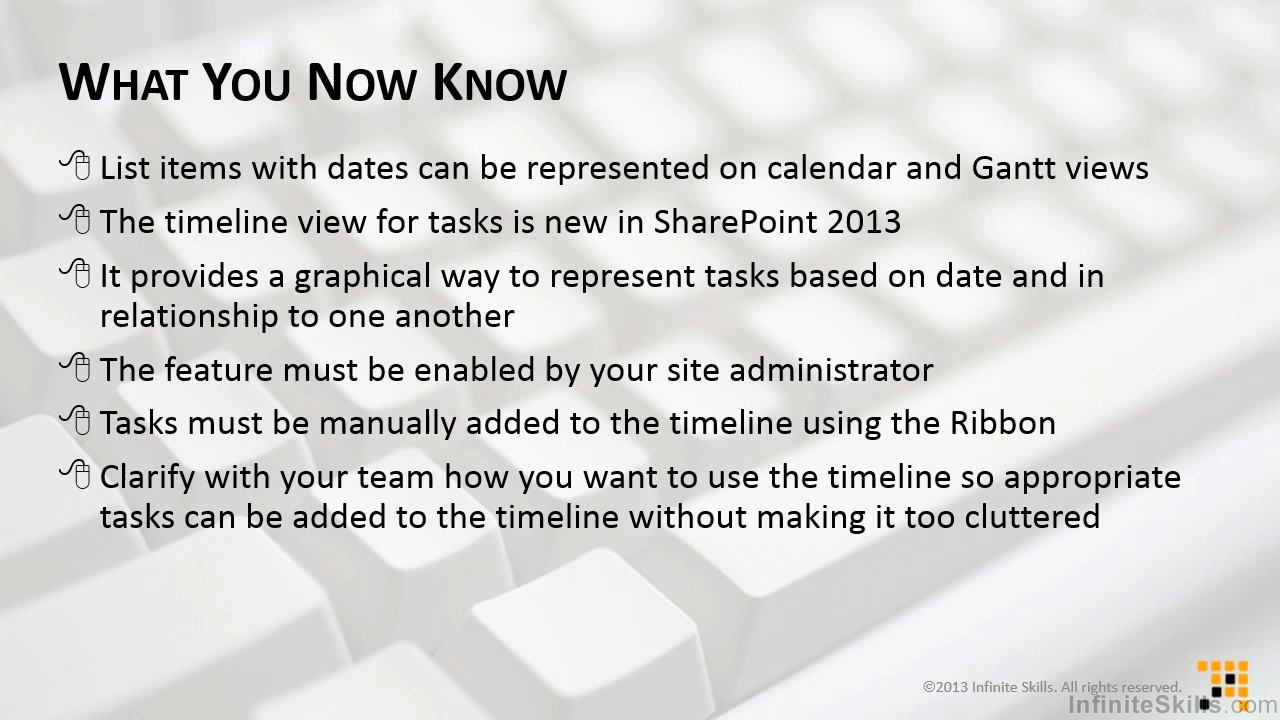 What You Now Know
List items with dates can be represented on calendar and Gantt views
The timeline view for tasks is new in SharePoint 2013
It provides a graphical way to represent tasks based on date and in
relationship to one another
The feature must be enabled by your site administrator
Tasks must be manually added to the timeline using the Ribbon
Clarify with your team how you want to use the timeline so appropriate
tasks can be added to the timeline without making it too cluttered
©2013 Infinite Skills. All rights reserved.
InfiniteSkills.com